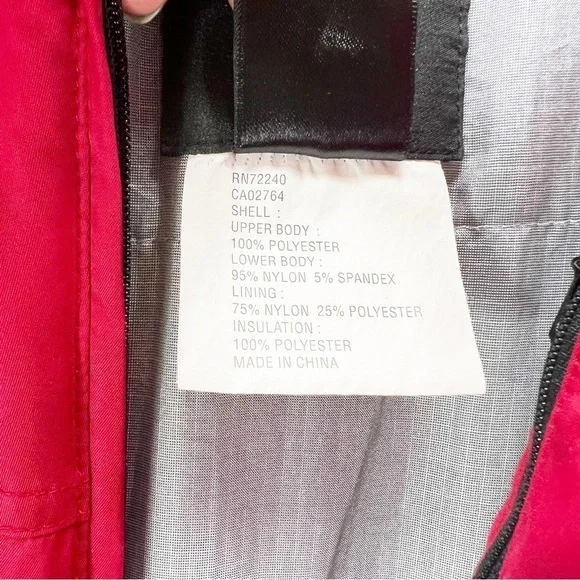 RN72240
CA02764
SHELL :
UPPER BODY :
100% POLYESTER
LOWER BODY :
95% NYLON 5% SPANDEX
LINING :
75% NYLON 25% POLYESTER
INSULATION :
100% POLYESTER
MADE IN CHINA